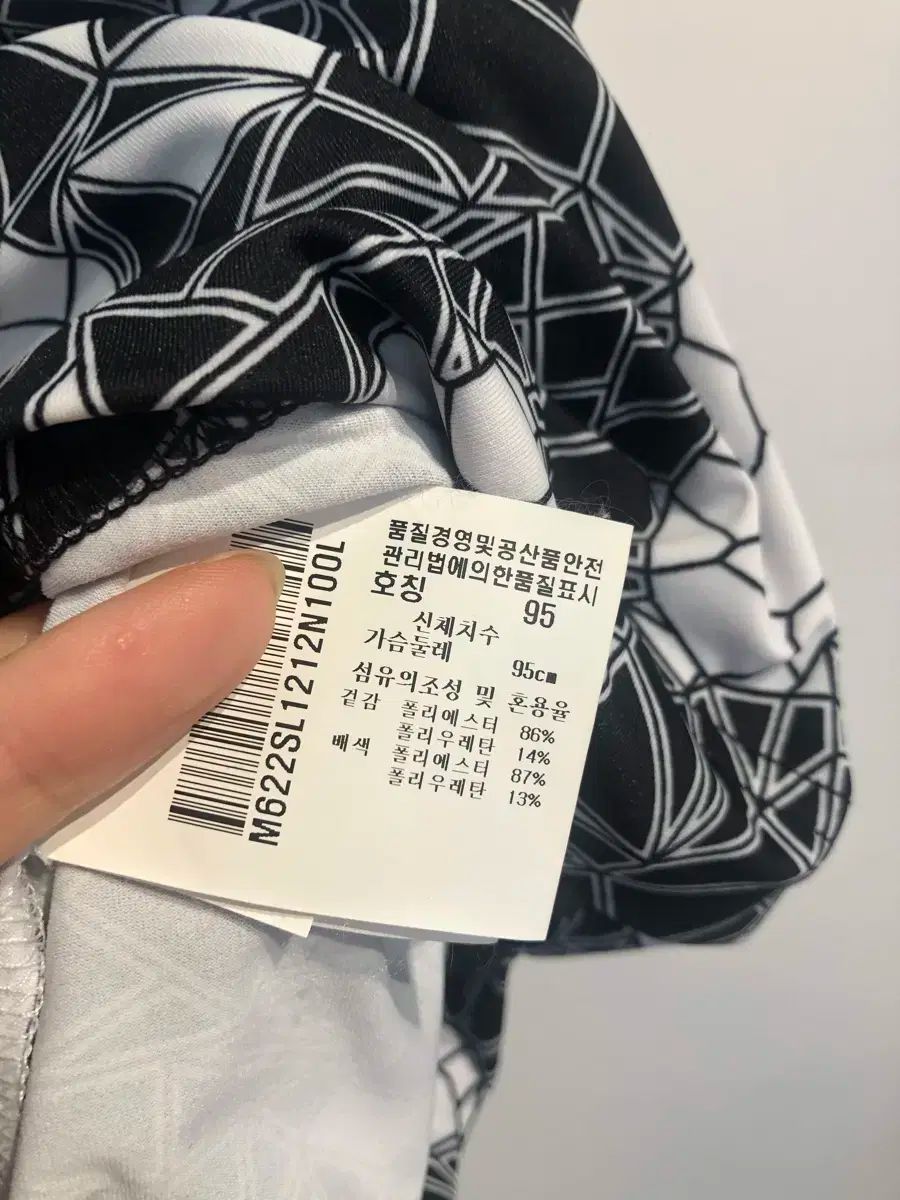 품질경영및공산품안전
관리법에의한품질표시
호칭 95
신체치수
가슴둘레 95cm
섬유의조성 및 혼용율
겉감 폴리에스터 86%
폴리우레탄 14%
배색 폴리에스터 87%
폴리우레탄 13%
M622SL1212N100L